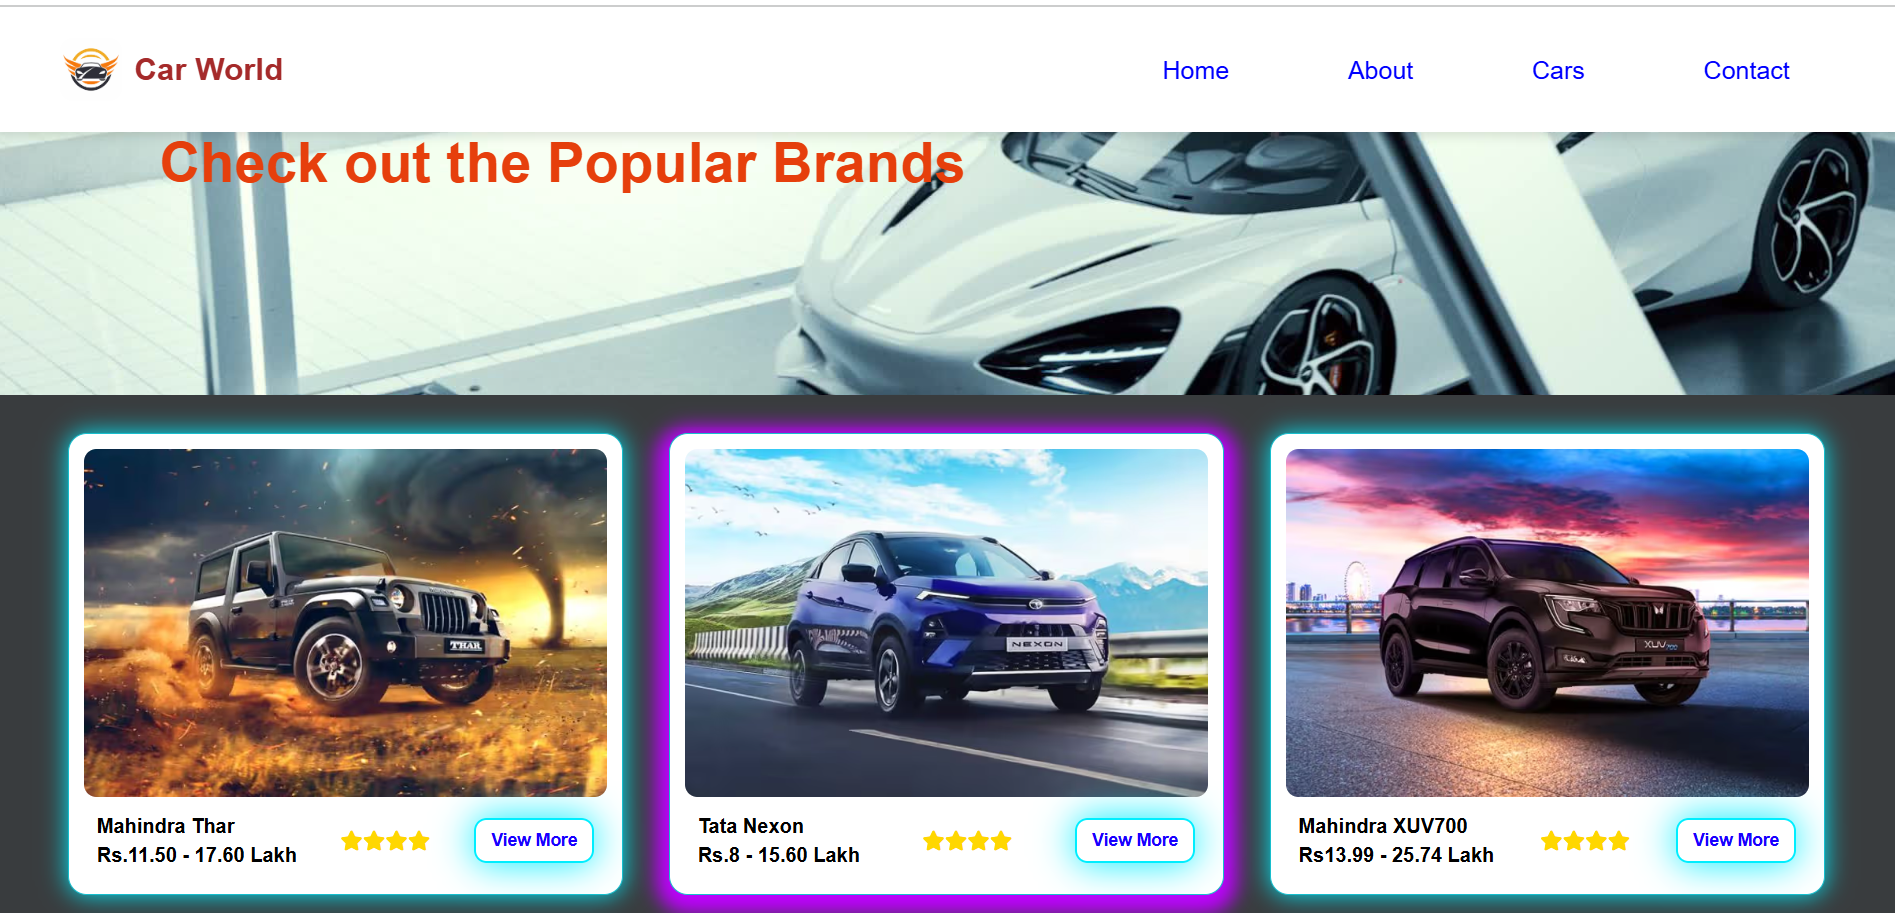 Car World
Home About Cars Contact
Check out the Popular Brands
THAR
THAR
NEXON
XUV700
Mahindra Thar
Rs.11.50 - 17.60 Lakh
View More
Tata Nexon
Rs.8 - 15.60 Lakh
View More
Mahindra XUV700
Rs13.99 - 25.74 Lakh
View More